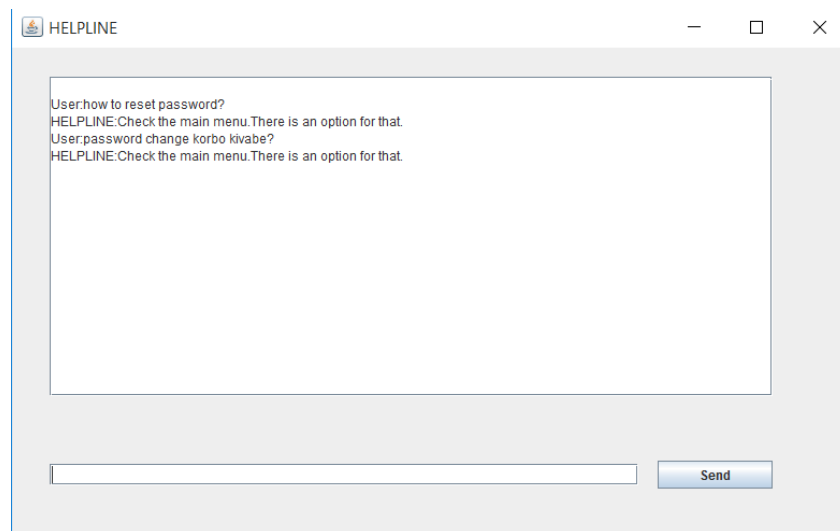 HELPLINE
User:how to reset password?
HELPLINE:Check the main menu.There is an option for that.
User:password change korbo kivabe?
HELPLINE:Check the main menu.There is an option for that.
Send